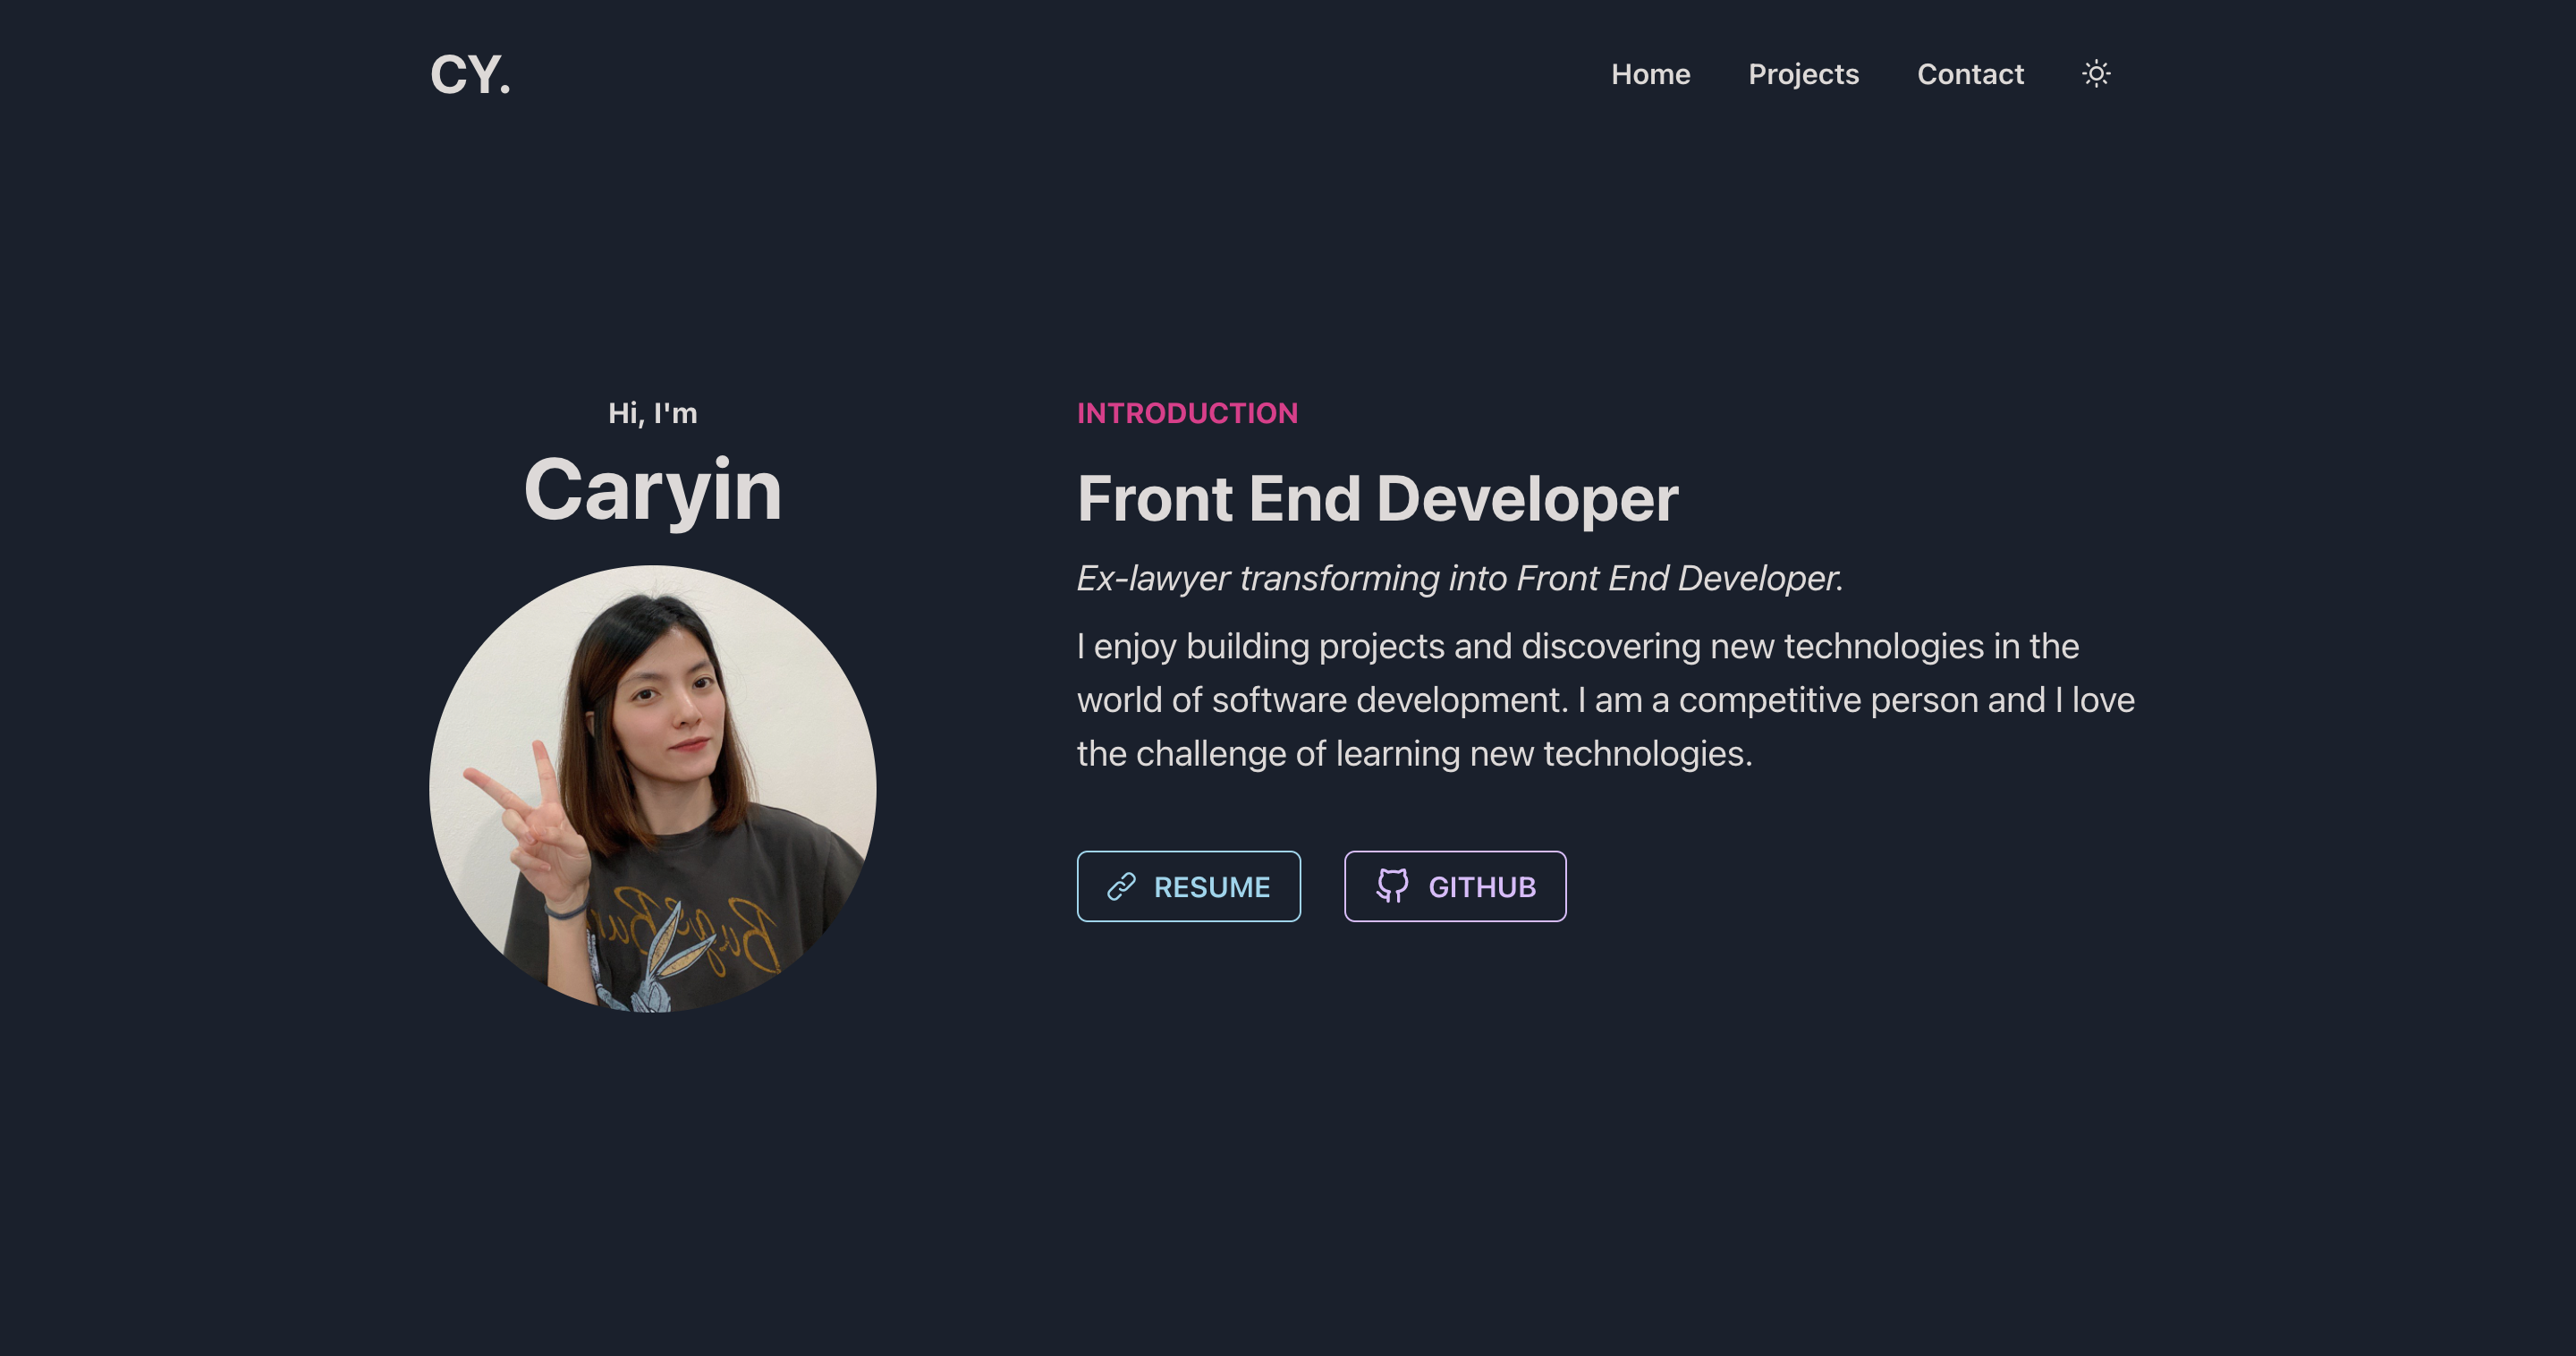 CY.
Home Projects Contact
Hi, I'm
Caryin
INTRODUCTION
Front End Developer
Ex-lawyer transforming into Front End Developer.
I enjoy building projects and discovering new technologies in the
world of software development. I am a competitive person and I love
the challenge of learning new technologies.
RESUME
GITHUB
Bugs Bun